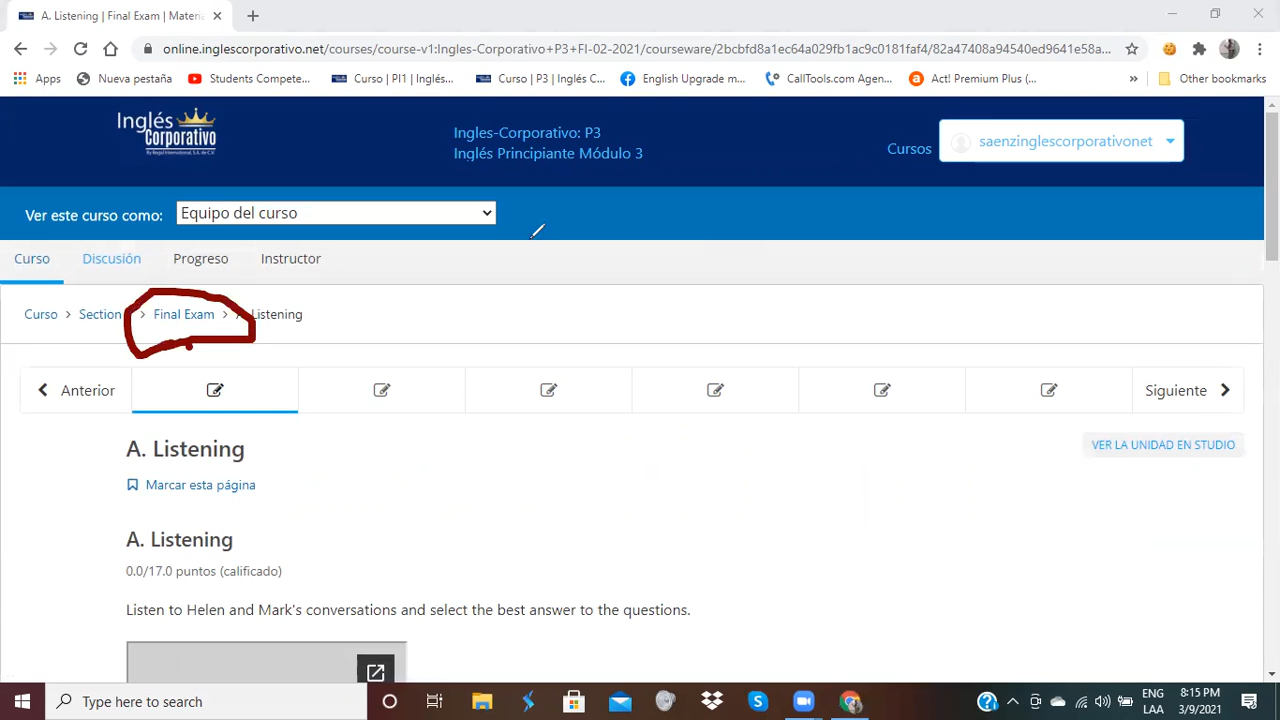 A. Listening | Final Exam | Materi
online.inglescorporativo.net/courses/course-v1:Ingles-Corporativo+P3+FI-02-2021/courseware/2bcbfd8a1ec64a029fb1ac9c0181faf4/82a47408a94540ed9641e58a...
Apps Nueva pestaña Students Compete... Curso | PI1 | Inglés... Curso | P3 | Inglés C... English Upgrade m... CallTools.com Agen... Act! Premium Plus (... » Other bookmarks
Inglés
Corporativo
By Regal International, S.A. de C.V.
Ingles-Corporativo: P3
Inglés Principiante Módulo 3
Cursos
saenzinglescorporativonet
Ver este curso como: Equipo del curso
Curso Discusión Progreso Instructor
Curso > Section > Final Exam > A. Listening
Anterior Siguiente
A. Listening
VER LA UNIDAD EN STUDIO
Marcar esta página
A. Listening
0.0/17.0 puntos (calificado)
Listen to Helen and Mark's conversations and select the best answer to the questions.
Type here to search
ENG
LAA
8:15 PM
3/9/2021